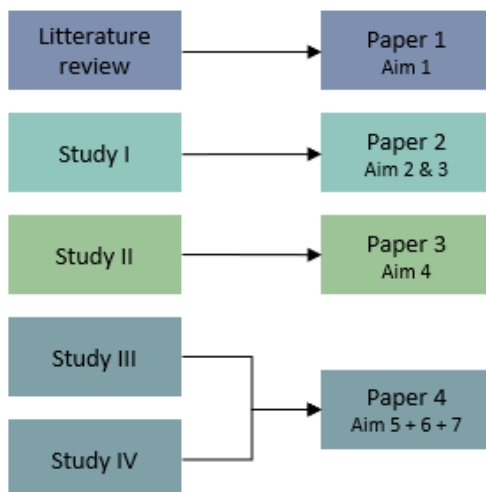 Litterature
review
Paper 1
Aim 1
Study I
Paper 2
Aim 2 & 3
Study II
Paper 3
Aim 4
Study III
Study IV
Paper 4
Aim 5 + 6 + 7